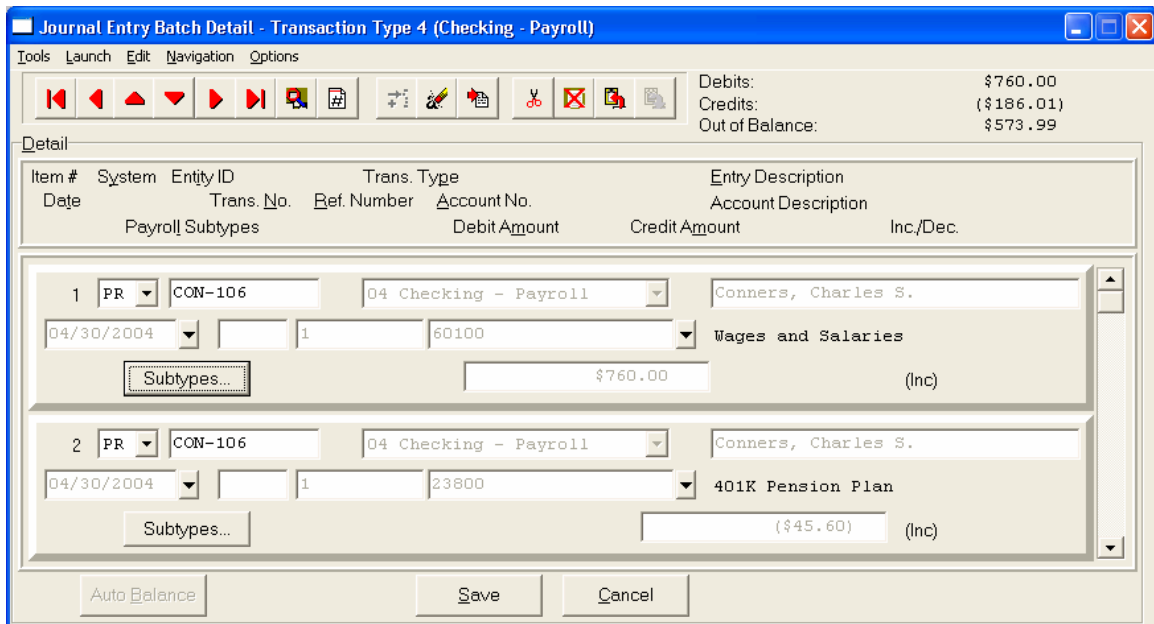 Journal Entry Batch Detail - Transaction Type 4 (Checking - Payroll)
Tools Launch Edit Navigation Options
Debits: $760.00
Credits: ($186.01)
Out of Balance: $573.99
Detail
Item # System Entity ID Trans. Type Entry Description
Date Trans. No. Ref. Number Account No. Account Description
Payroll Subtypes Debit Amount Credit Amount Inc./Dec.
1 PR CON-106 04 Checking - Payroll Conners, Charles S.
04/30/2004 1 60100 Wages and Salaries
Subtypes... $760.00 (Inc)
2 PR CON-106 04 Checking - Payroll Conners, Charles S.
04/30/2004 1 23800 401K Pension Plan
Subtypes... ($45.60) (Inc)
Auto Balance Save Cancel